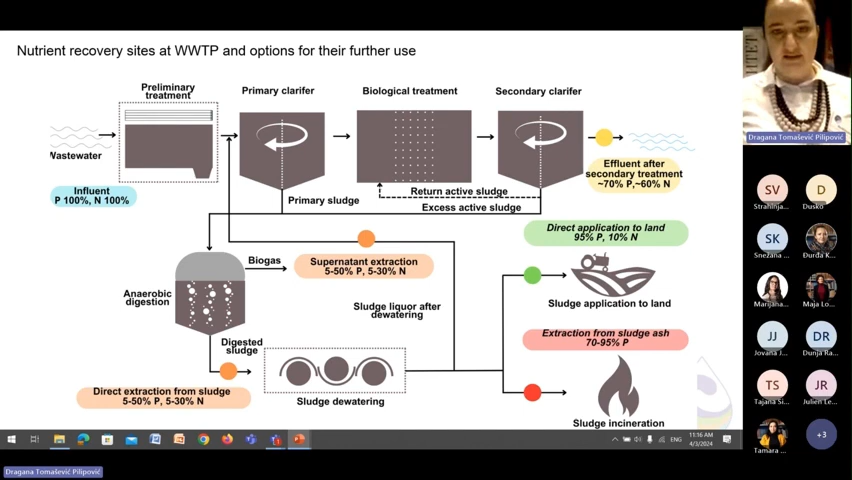 Nutrient recovery sites at WWTP and options for their further use
Preliminary
treatment
Primary clarifer
Biological treatment
Secondary clarifer
Wastewater
Influent
P 100%, N 100%
Effluent after
secondary treatment
~70% P,~60% N
Return active sludge
Primary sludge
Excess active sludge
Direct application to land
95% P, 10% N
Biogas
Supernatant extraction
5-50% P, 5-30% N
Anaerobic
digestion
Sludge liquor after
dewatering
Sludge application to land
Extraction from sludge ash
70-95% P
Digested
sludge
Direct extraction from sludge
5-50% P, 5-30% N
Sludge dewatering
Sludge incineration
ENG
11:16 AM
4/3/2024
Dragana Tomašević Pilipović
Dragana Tomašević Pilipović
SV
Strahinja...
D
Dusko
SK
Snezana ...
Đurđa K...
Marijana...
Maja Lo...
JJ
Jovana J...
DR
Dunja Ra...
TS
Tajana Si...
JR
Julien Le...
Tamara ...
+3